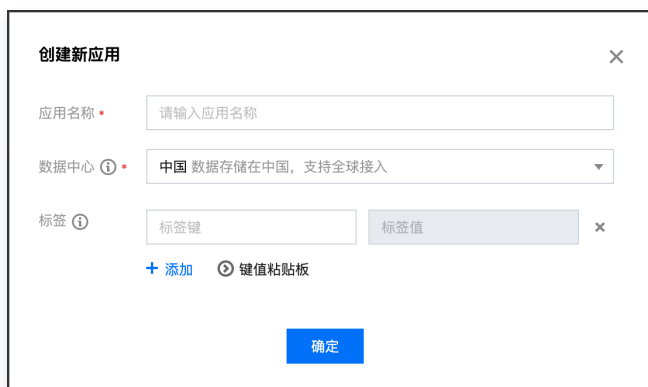 创建新应用
应用名称 *
请输入应用名称
数据中心 *
中国 数据存储在中国，支持全球接入
标签
标签键
标签值
+ 添加
键值粘贴板
确定